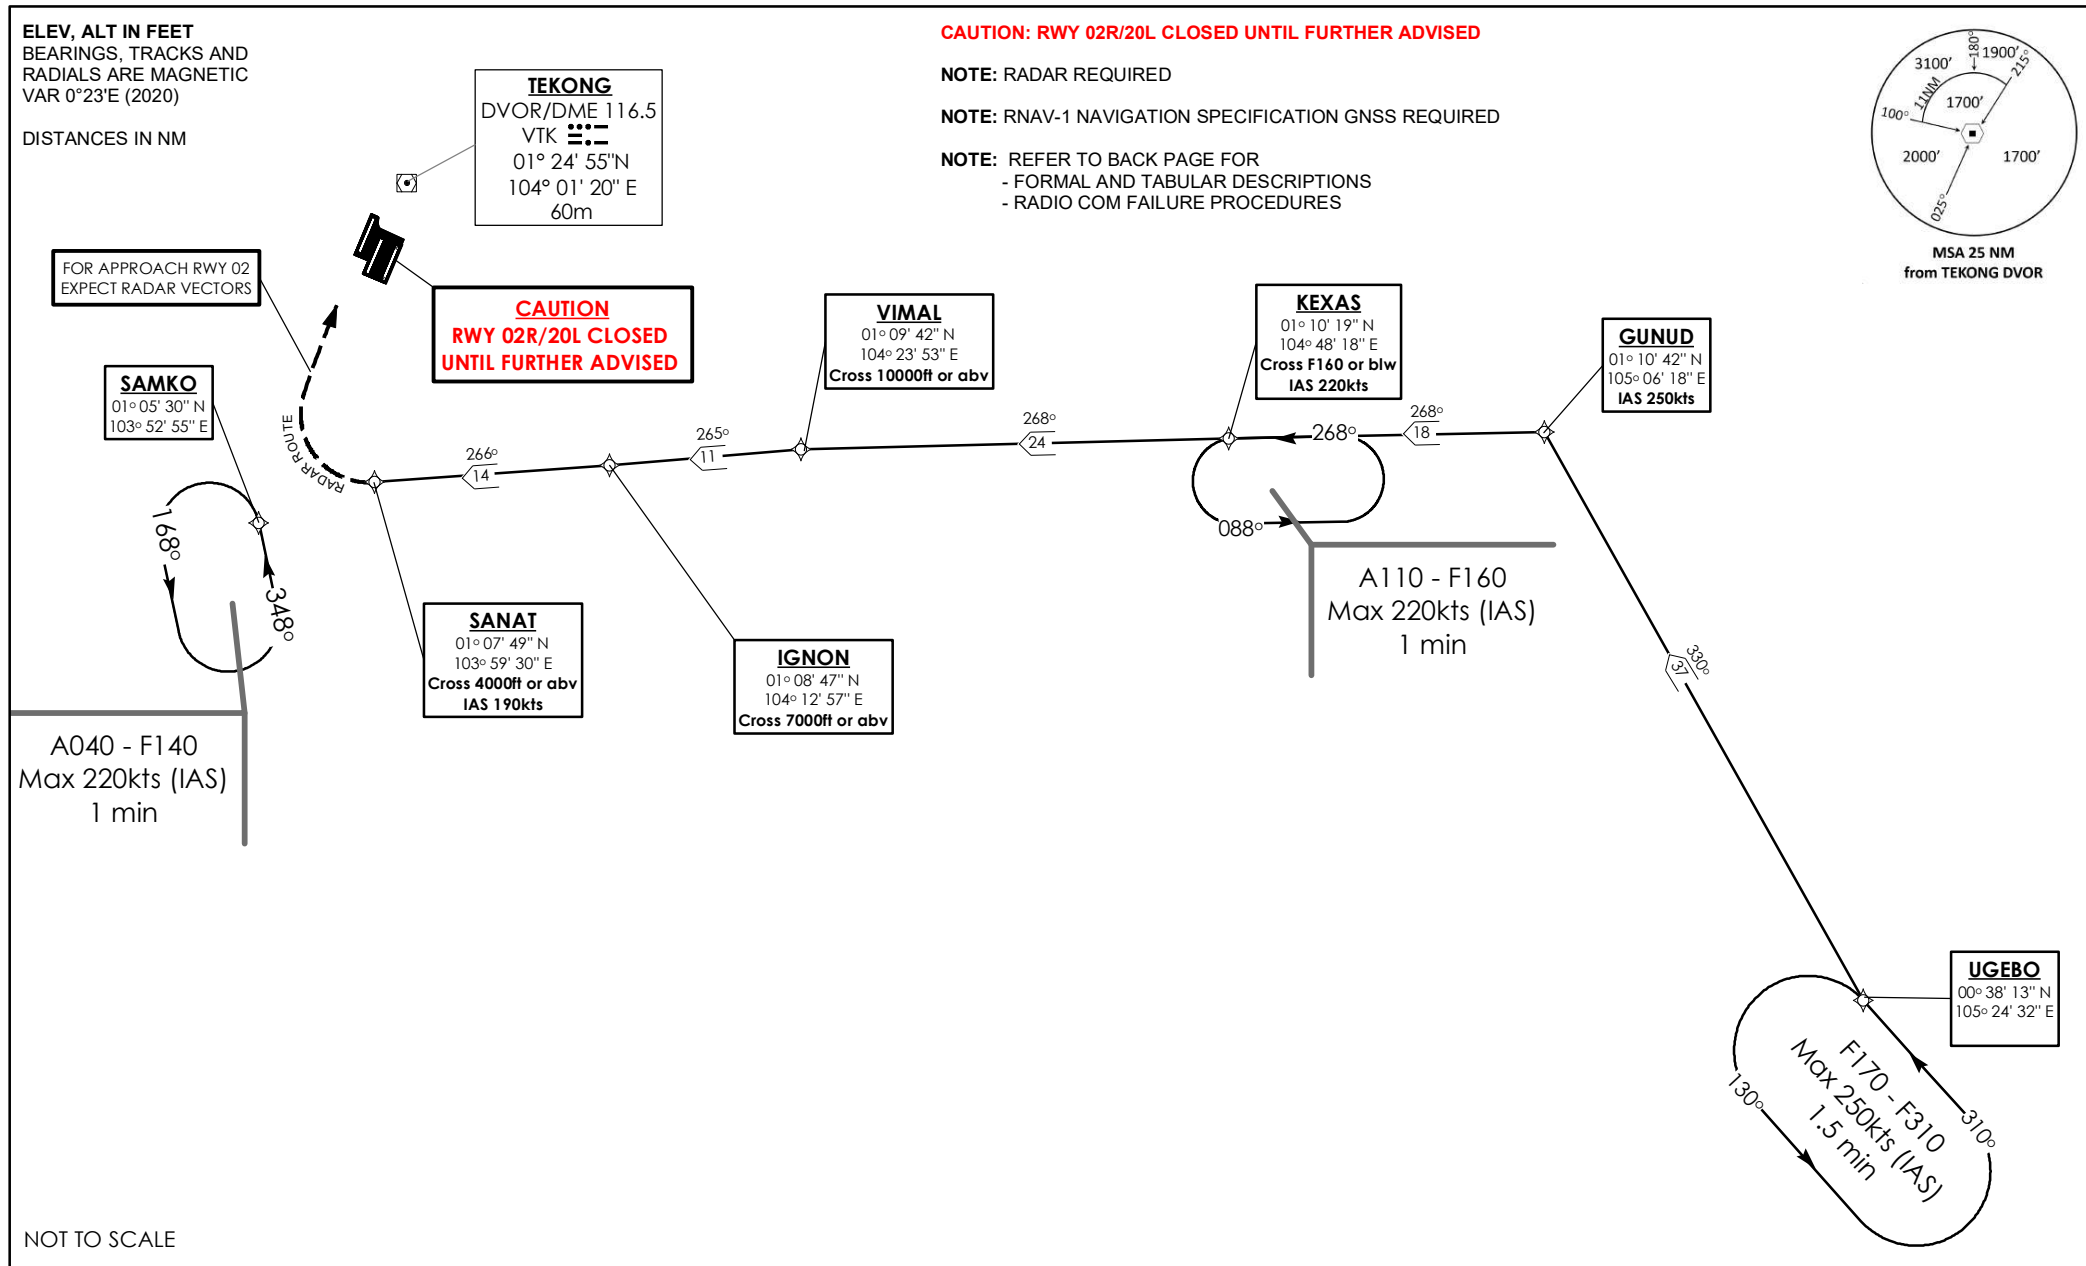 ELEV, ALT IN FEET
BEARINGS, TRACKS AND
RADIALS ARE MAGNETIC
VAR 0°23'E (2020)
DISTANCES IN NM
TEKONG
DVOR/DME 116.5
VTK
01° 24' 55"N
104° 01' 20" E
60m
CAUTION: RWY 02R/20L CLOSED UNTIL FURTHER ADVISED
NOTE: RADAR REQUIRED
NOTE: RNAV-1 NAVIGATION SPECIFICATION GNSS REQUIRED
NOTE: REFER TO BACK PAGE FOR
- FORMAL AND TABULAR DESCRIPTIONS
- RADIO COM FAILURE PROCEDURES
3100'
180°
1900'
215°
11NM
1700'
100°
2000'
1700'
025°
MSA 25 NM
from TEKONG DVOR
FOR APPROACH RWY 02
EXPECT RADAR VECTORS
CAUTION
RWY 02R/20L CLOSED
UNTIL FURTHER ADVISED
VIMAL
01° 09' 42" N
104° 23' 53" E
Cross 10000ft or abv
KEXAS
01° 10' 19" N
104° 48' 18" E
Cross F160 or blw
IAS 220kts
GUNUD
01° 10' 42" N
105° 06' 18" E
IAS 250kts
SAMKO
01° 05' 30" N
103° 52' 55" E
RADAR ROUTE
266°
14
265°
11
268°
24
268°
268°
18
088°
168°
348°
A110 - F160
Max 220kts (IAS)
1 min
SANAT
01° 07' 49" N
103° 59' 30" E
Cross 4000ft or abv
IAS 190kts
IGNON
01° 08' 47" N
104° 12' 57" E
Cross 7000ft or abv
330°
37
A040 - F140
Max 220kts (IAS)
1 min
UGEBO
00° 38' 13" N
105° 24' 32" E
130°
F170 - F310
Max 250kts (IAS)
1.5 min
310°
NOT TO SCALE